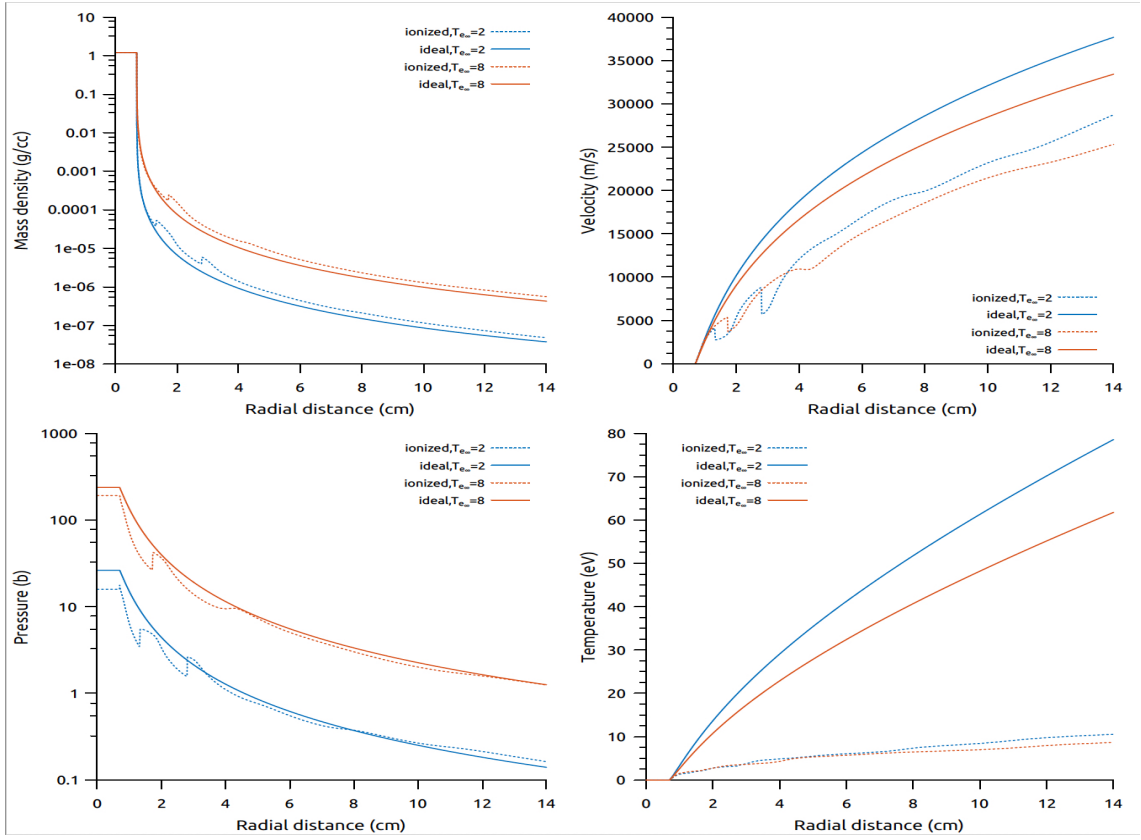 10
1
0.1
0.01
0.001
0.0001
1e-05
1e-06
1e-07
1e-08
Mass density (g/cc)
0 2 4 6 8 10 12 14
Radial distance (cm)
ionized,Te∞=2
ideal,Te∞=2
ionized,Te∞=8
ideal,Te∞=8
40000
35000
30000
25000
20000
15000
10000
5000
0
Velocity (m/s)
0 2 4 6 8 10 12 14
Radial distance (cm)
ionized,Te∞=2
ideal,Te∞=2
ionized,Te∞=8
ideal,Te∞=8
1000
100
10
1
0.1
Pressure (b)
0 2 4 6 8 10 12 14
Radial distance (cm)
ionized,Te∞=2
ideal,Te∞=2
ionized,Te∞=8
ideal,Te∞=8
80
70
60
50
40
30
20
10
0
Temperature (eV)
0 2 4 6 8 10 12 14
Radial distance (cm)
ionized,Te∞=2
ideal,Te∞=2
ionized,Te∞=8
ideal,Te∞=8